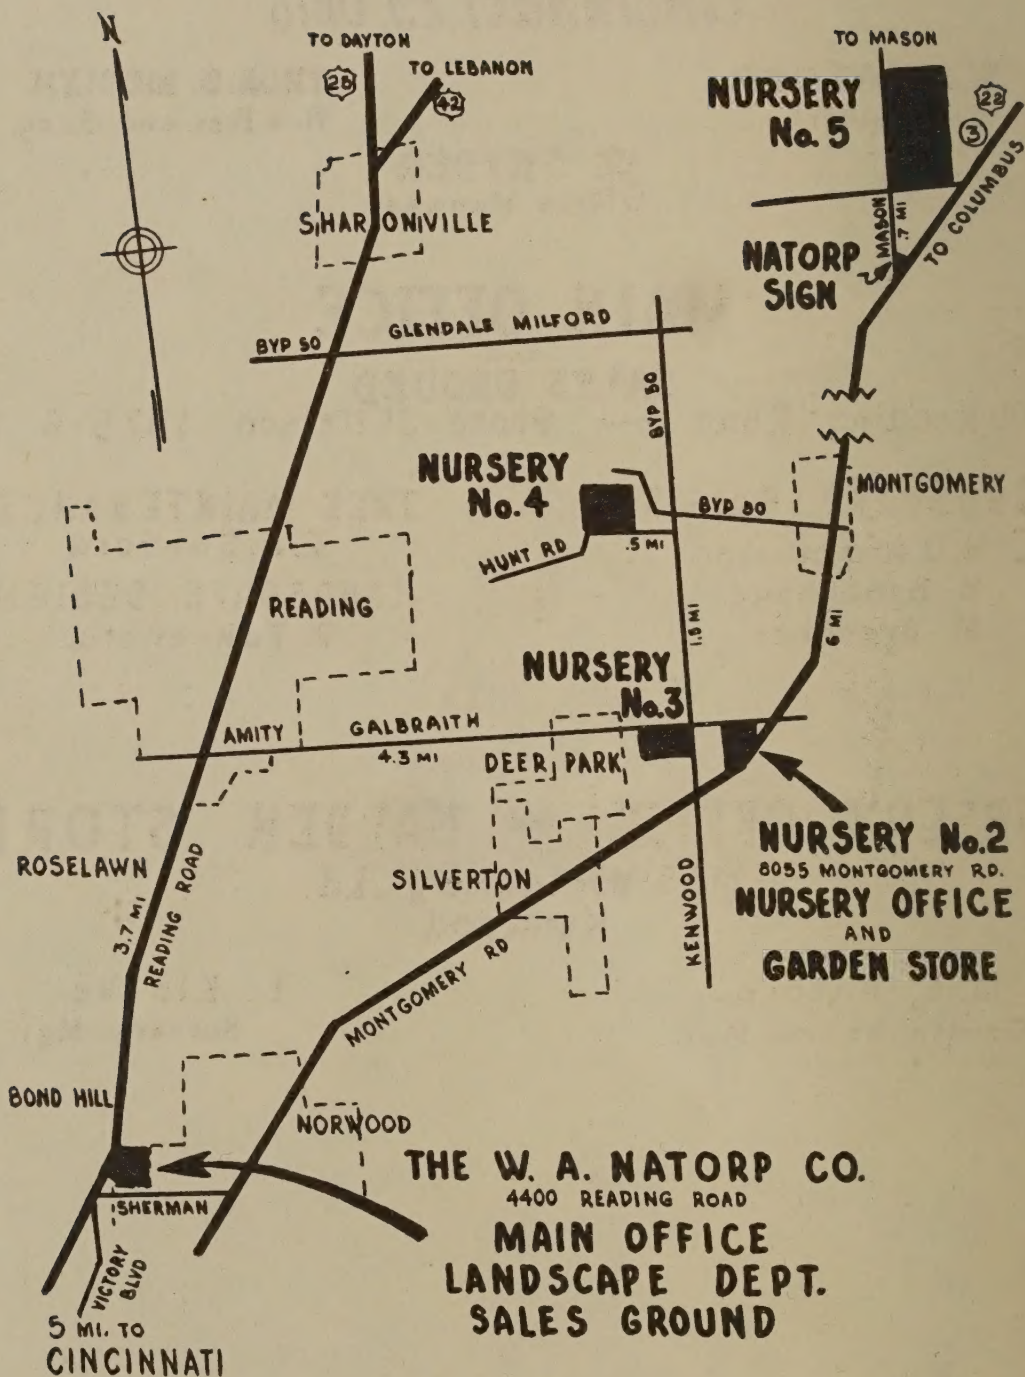 N
TO DAYTON
28
TO LEBANON
42
TO MASON
NURSERY
No. 5
22
3
SHARONVILLE
MASON
.7 MI
TO COLUMBUS
NATORP
SIGN
BYP 50
GLENDALE MILFORD
BYP 50
NURSERY
No. 4
MONTGOMERY
BYP 50
HUNT RD
.5 MI
READING
1.5 MI
6 MI
NURSERY
No. 3
AMITY
GALBRAITH
4.3 MI
DEER PARK
ROSELAWN
3.7 MI
READING ROAD
SILVERTON
KENWOOD
NURSERY No. 2
8055 MONTGOMERY RD.
NURSERY OFFICE
AND
GARDEN STORE
MONTGOMERY RD
BOND HILL
NORWOOD
THE W. A. NATORP CO.
4400 READING ROAD
MAIN OFFICE
LANDSCAPE DEPT.
SALES GROUND
SHERMAN
VICTORY
BLVD
5 MI. TO
CINCINNATI